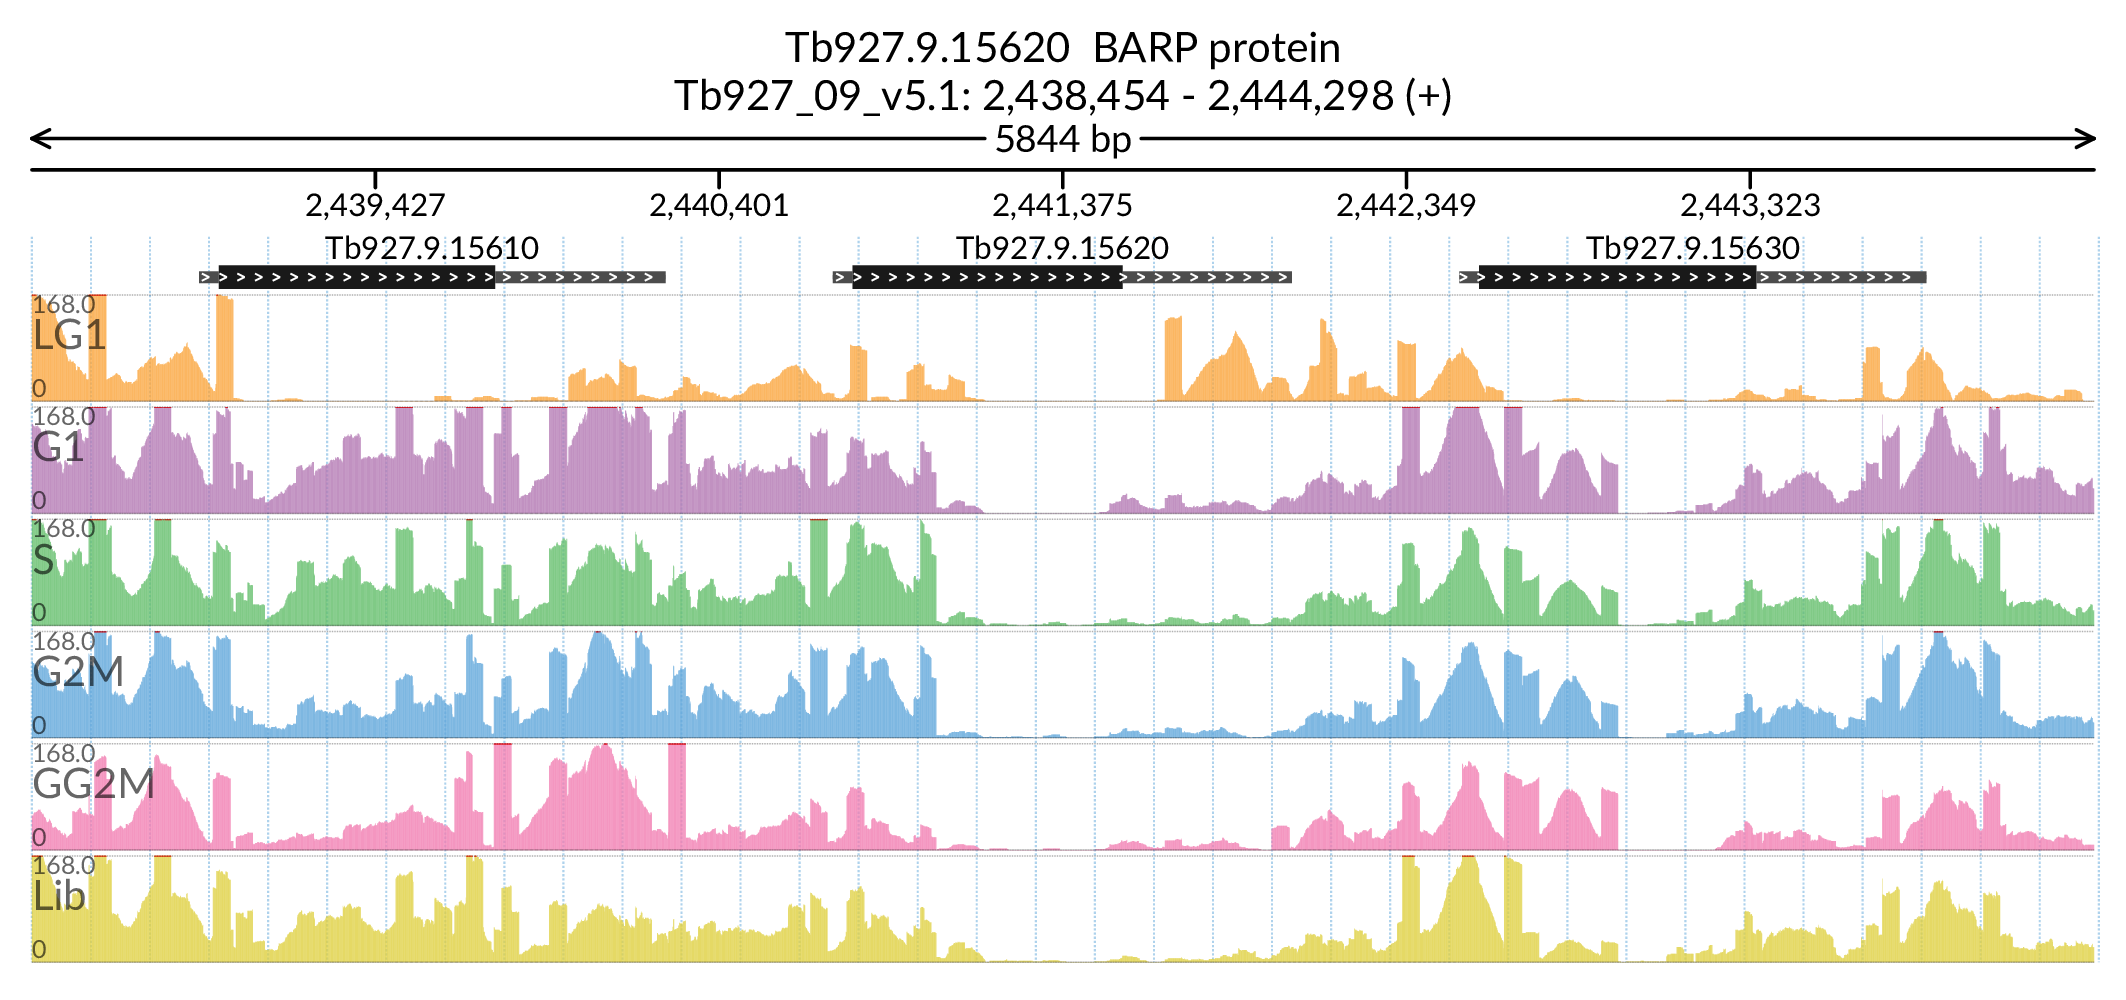 Tb927.9.15620  BARP protein
Tb927_09_v5.1: 2,438,454 - 2,444,298 (+)
5844 bp
2,439,427 2,440,401 2,441,375 2,442,349 2,443,323
Tb927.9.15610 Tb927.9.15620 Tb927.9.15630
168.0
LG1
0
168.0
G1
0
168.0
S
0
168.0
G2M
0
168.0
GG2M
0
168.0
Lib
0